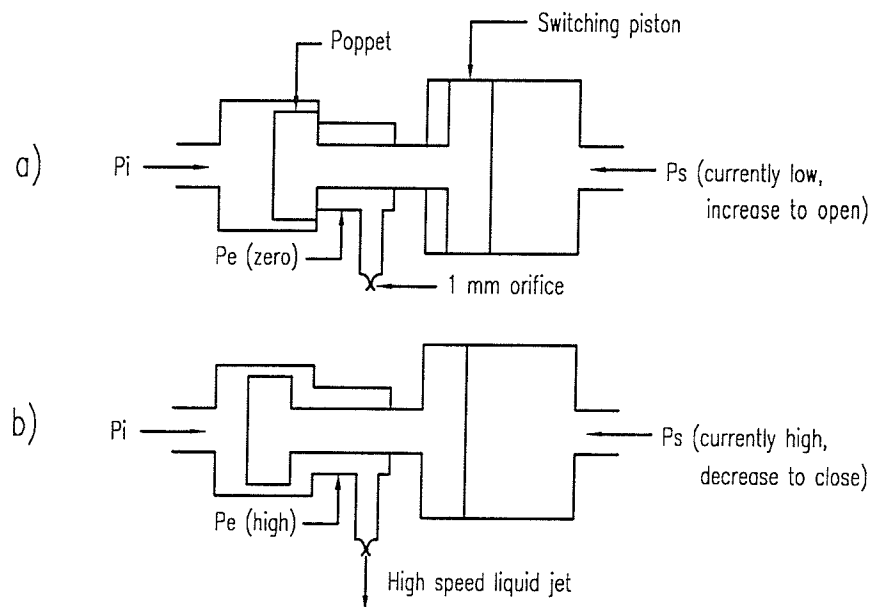 Poppet
Switching piston
a)
Pi
Ps (currently low,
increase to open)
Pe (zero)
1 mm orifice
b)
Pi
Ps (currently high,
decrease to close)
Pe (high)
High speed liquid jet